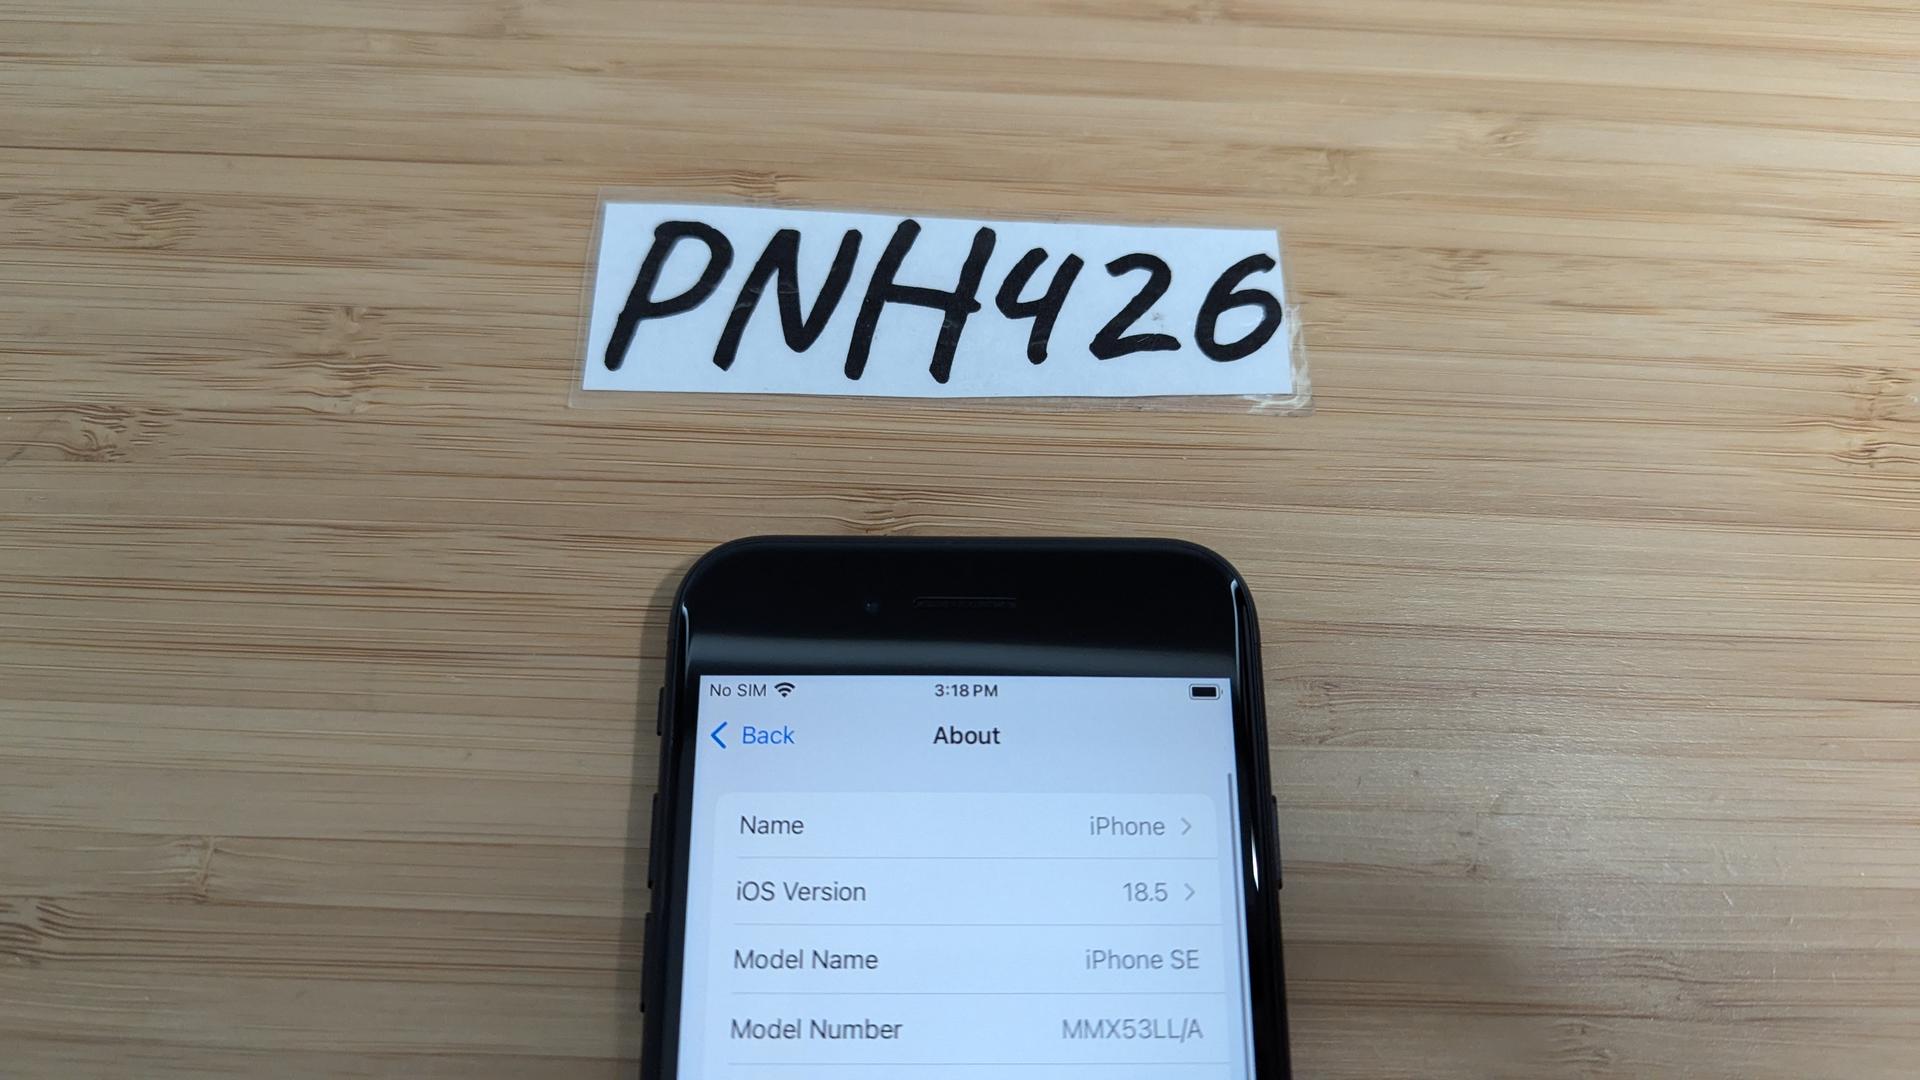 PNH426
No SIM 3:18 PM
Back About
Name iPhone
iOS Version 18.5
Model Name iPhone SE
Model Number MMX53LL/A